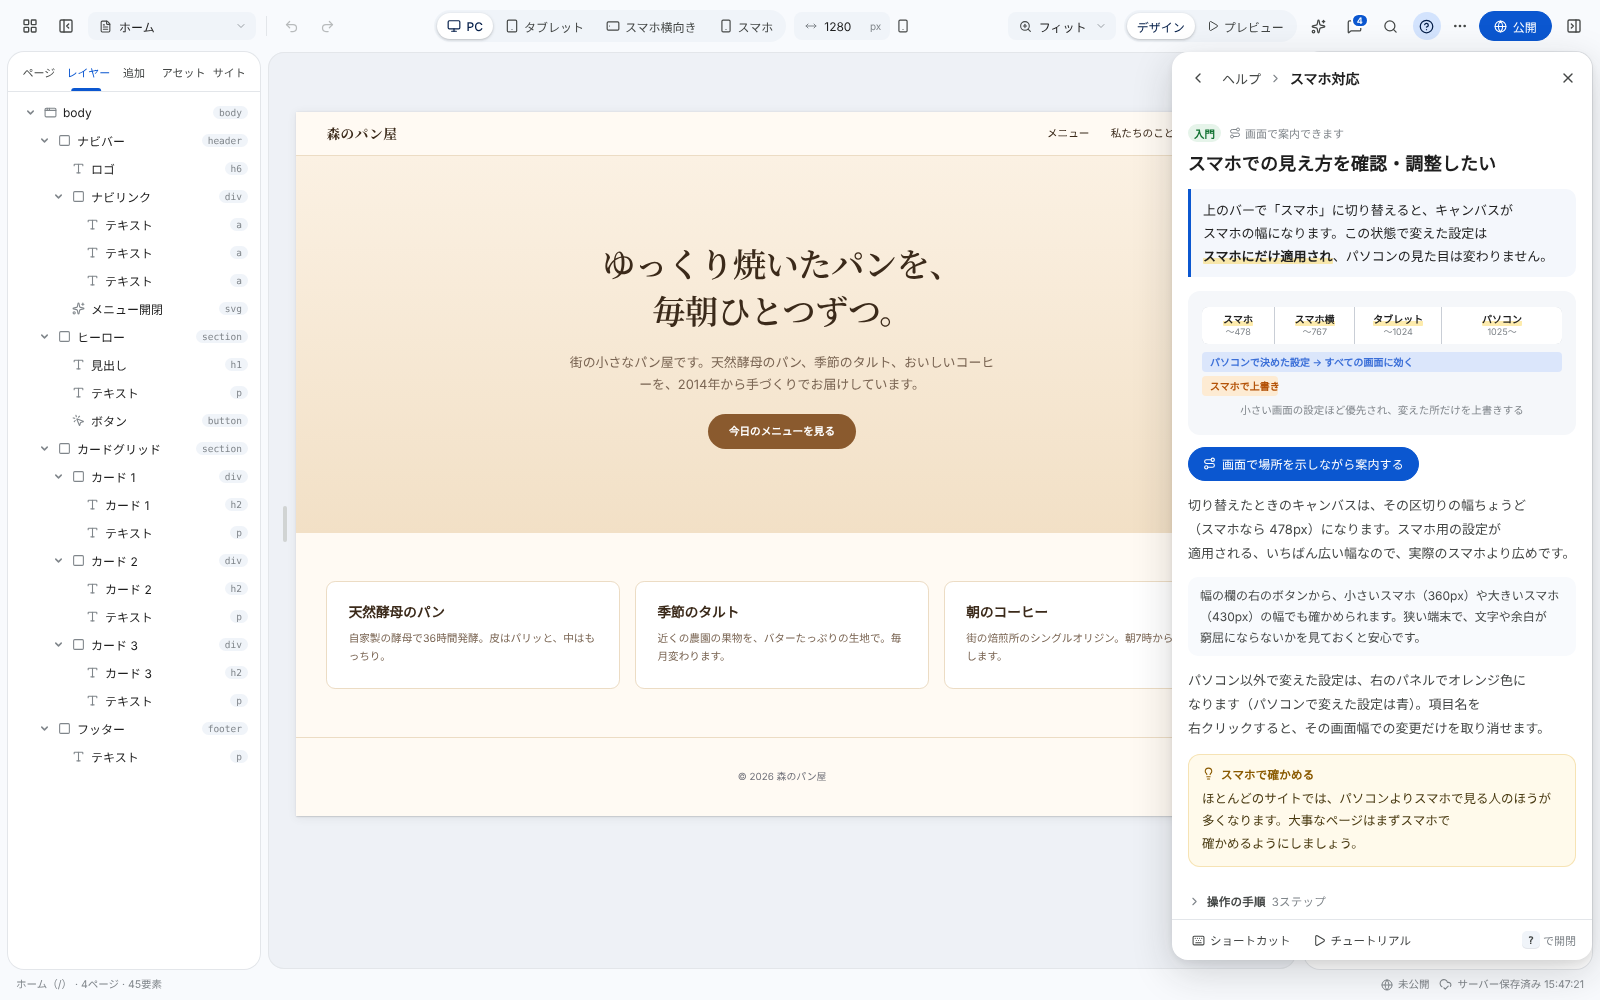 ホーム
PC
タブレット
スマホ横向き
スマホ
1280 px
フィット
デザイン
プレビュー
4
公開
ページ
レイヤー
追加
アセット
サイト
body body
ナビバー header
ロゴ h6
ナビリンク div
テキスト a
テキスト a
テキスト a
メニュー開閉 svg
ヒーロー section
見出し h1
テキスト p
ボタン button
カードグリッド section
カード 1 div
カード 1 h2
テキスト p
カード 2 div
カード 2 h2
テキスト p
カード 3 div
カード 3 h2
テキスト p
フッター footer
テキスト p
森のパン屋
メニュー 私たちのこと
ゆっくり焼いたパンを、
毎朝ひとつずつ。
街の小さなパン屋です。天然酵母のパン、季節のタルト、おいしいコーヒ
ーを、2014年から手づくりでお届けしています。
今日のメニューを見る
天然酵母のパン
自家製の酵母で36時間発酵。皮はパリッと、中はも
っちり。
季節のタルト
近くの農園の果物を、バターたっぷりの生地で。毎
月変わります。
朝のコーヒー
街の焙煎所のシングルオリジン。朝7時から
します。
© 2026 森のパン屋
ヘルプ
スマホ対応
入門
画面で案内できます
スマホでの見え方を確認・調整したい
上のバーで「スマホ」に切り替えると、キャンバスが
スマホの幅になります。この状態で変えた設定は
スマホにだけ適用され、パソコンの見た目は変わりません。
スマホ
〜478
スマホ横
〜767
タブレット
〜1024
パソコン
1025〜
パソコンで決めた設定 → すべての画面に効く
スマホで上書き
小さい画面の設定ほど優先され、変えた所だけを上書きする
画面で場所を示しながら案内する
切り替えたときのキャンバスは、その区切りの幅ちょうど
（スマホなら 478px）になります。スマホ用の設定が
適用される、いちばん広い幅なので、実際のスマホより広めです。
幅の欄の右のボタンから、小さいスマホ（360px）や大きいスマホ
（430px）の幅でも確かめられます。狭い端末で、文字や余白が
窮屈にならないかを見ておくと安心です。
パソコン以外で変えた設定は、右のパネルでオレンジ色に
なります（パソコンで変えた設定は青）。項目名を
右クリックすると、その画面幅での変更だけを取り消せます。
スマホで確かめる
ほとんどのサイトでは、パソコンよりスマホで見る人のほうが
多くなります。大事なページはまずスマホで
確かめるようにしましょう。
操作の手順 3ステップ
ショートカット
チュートリアル
? で開閉
ホーム（/）・4ページ・45要素
未公開
サーバー保存済み 15:47:21